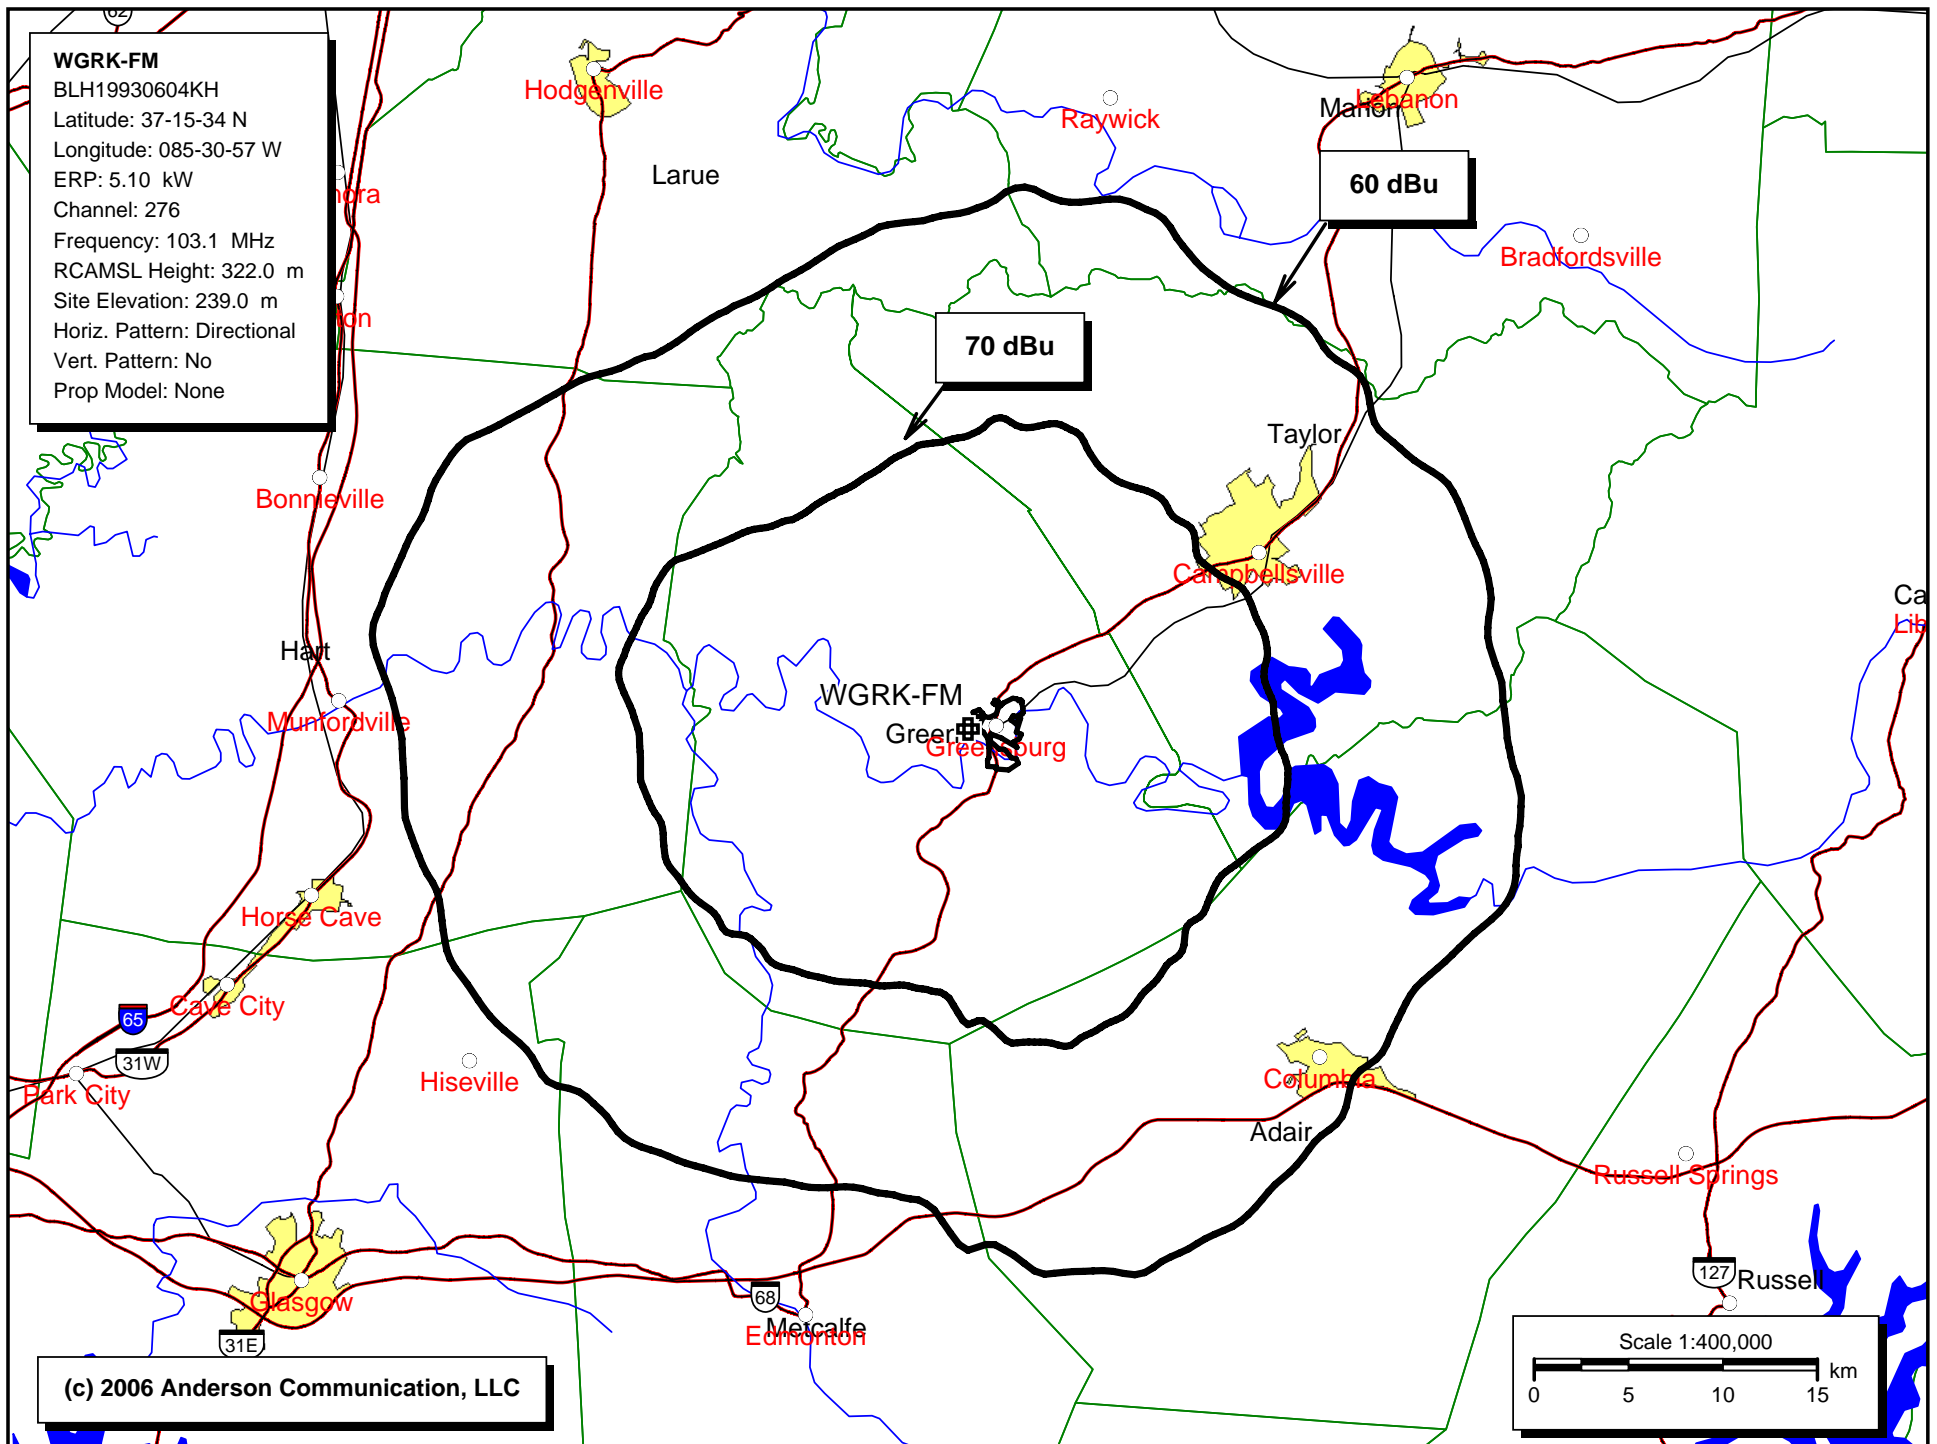 62
WGRK-FM
BLH19930604KH
Latitude: 37-15-34 N
Longitude: 085-30-57 W
ERP: 5.10 kW
Channel: 276
Frequency: 103.1 MHz
RCAMSL Height: 322.0 m
Site Elevation: 239.0 m
Horiz. Pattern: Directional
Vert. Pattern: No
Prop Model: None
Hodgenville
Raywick
Marion
Lebanon
Larue
60 dBu
Bradfordsville
70 dBu
Taylor
Bonnieville
Campbellsville
Hart
Munfordville
WGRK-FM
Green
Greensburg
Horse Cave
Cave City
65
31W
Park City
Hiseville
Columbia
Adair
Russell Springs
127
Russell
Glasgow
31E
68
Metcalfe
Edmonton
Scale 1:400,000
km
0 5 10 15
(c) 2006 Anderson Communication, LLC